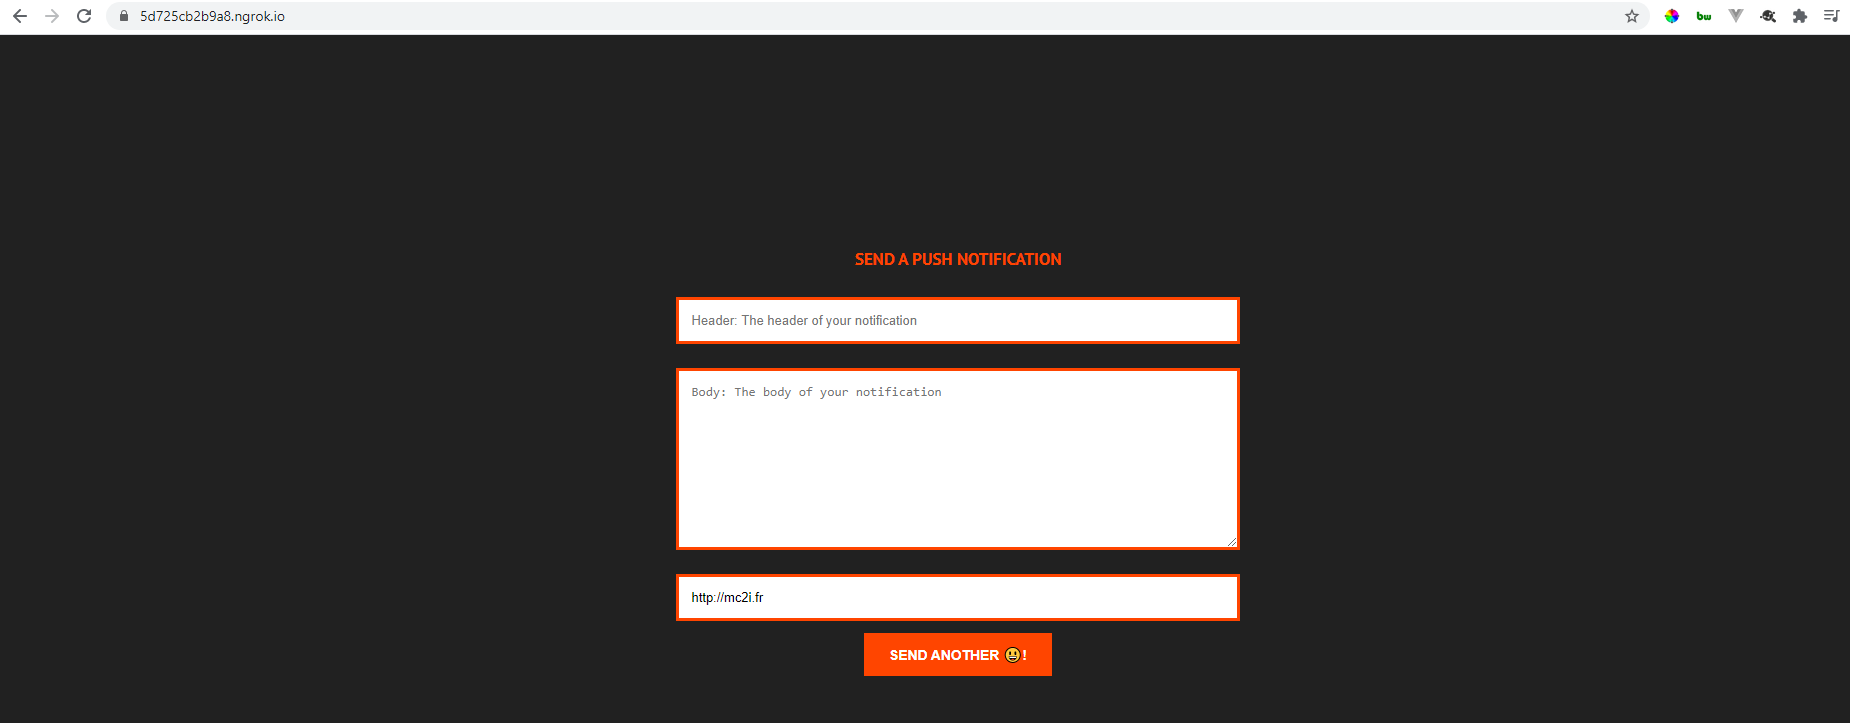 5d725cb2b9a8.ngrok.io
bw
SEND A PUSH NOTIFICATION
Header: The header of your notification
Body: The body of your notification
http://mc2i.fr
SEND ANOTHER 😀!